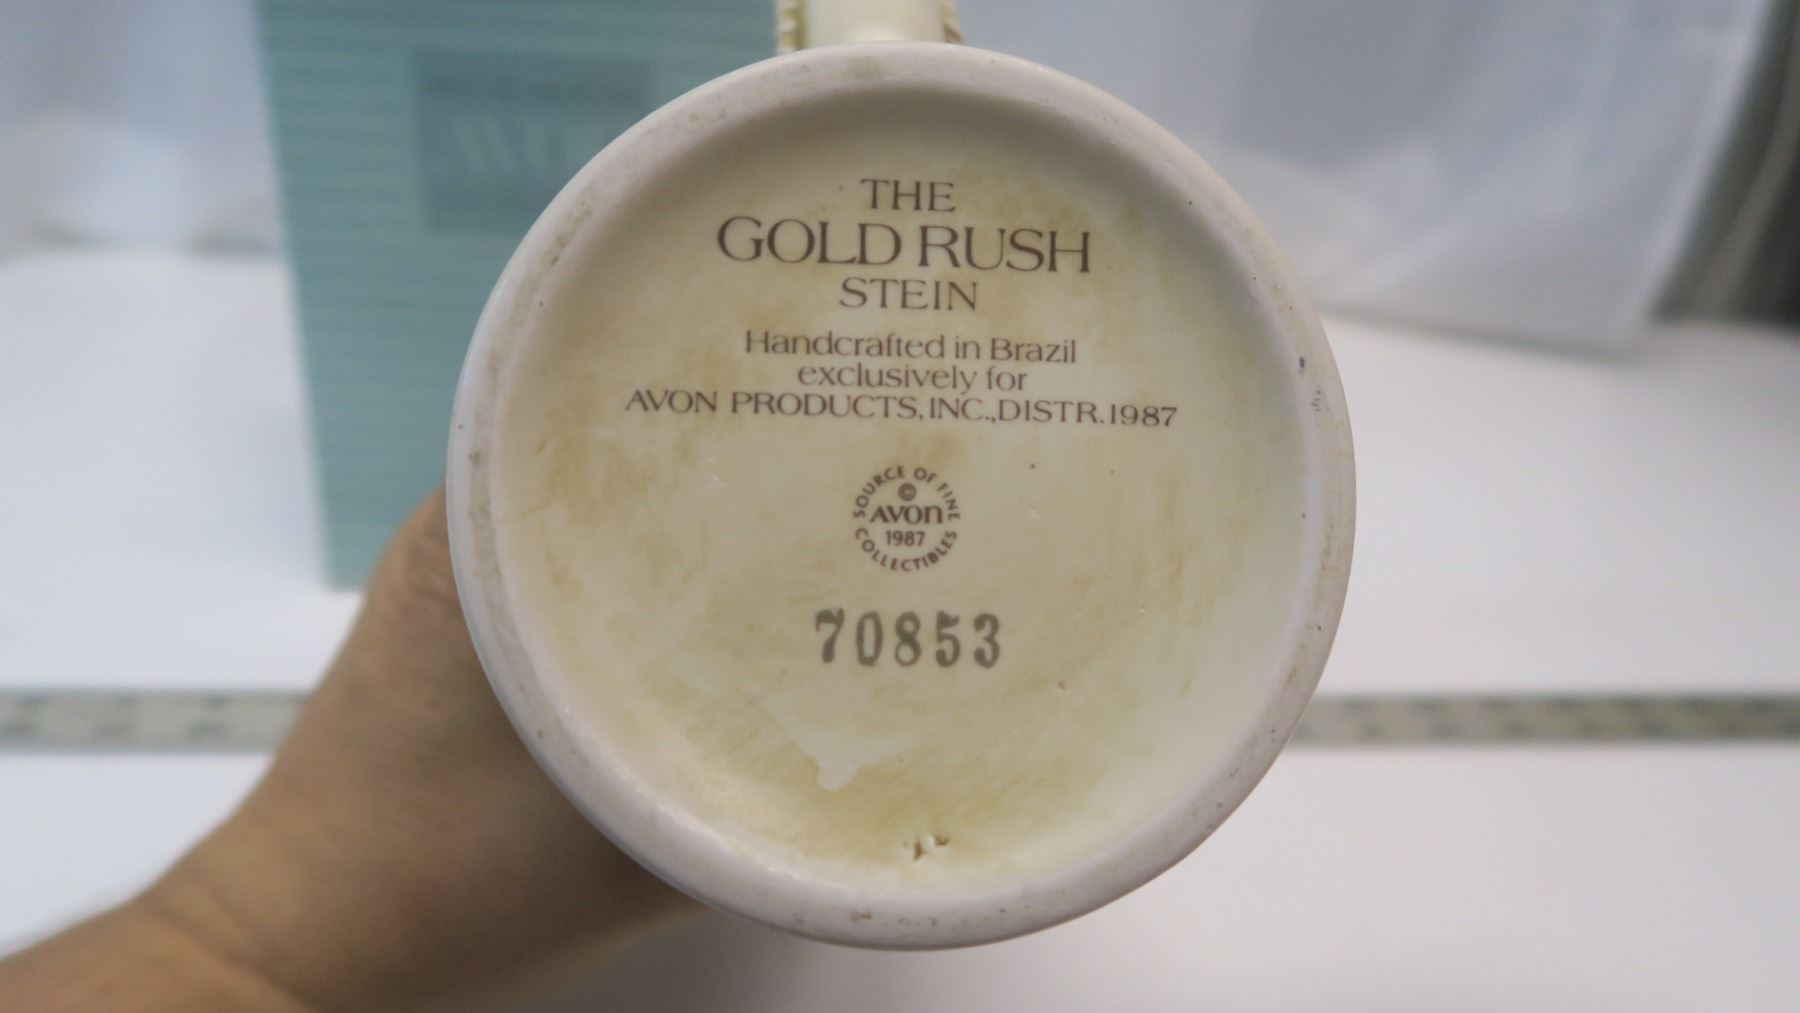 THE
GOLD RUSH
STEIN
Handcrafted in Brazil
exclusively for
AVON PRODUCTS, INC., DISTR. 1987
SOURCE OF FINE
©
AVON
1987
COLLECTIBLES
70853